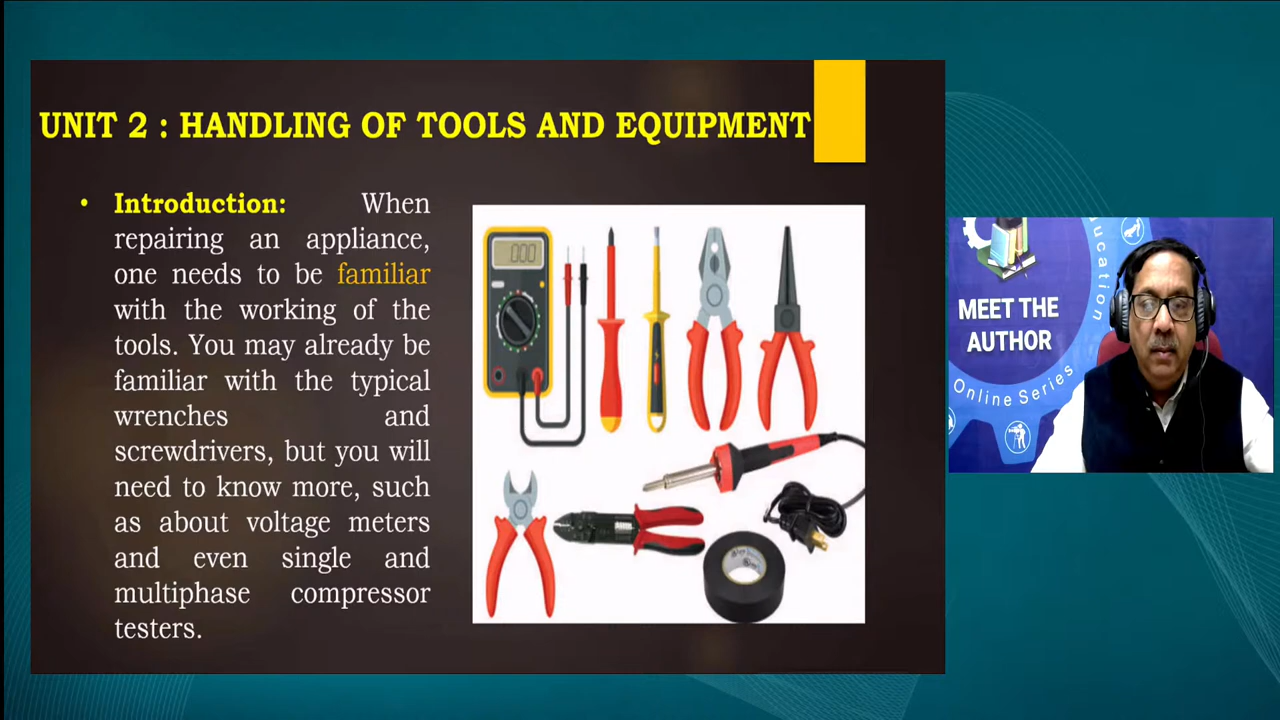 UNIT 2 : HANDLING OF TOOLS AND EQUIPMENT
• Introduction: When
repairing an appliance,
one needs to be familiar
with the working of the
tools. You may already be
familiar with the typical
wrenches and
screwdrivers, but you will
need to know more, such
as about voltage meters
and even single and
multiphase compressor
testers.
000
MEET THE
AUTHOR
Online Series
ducation